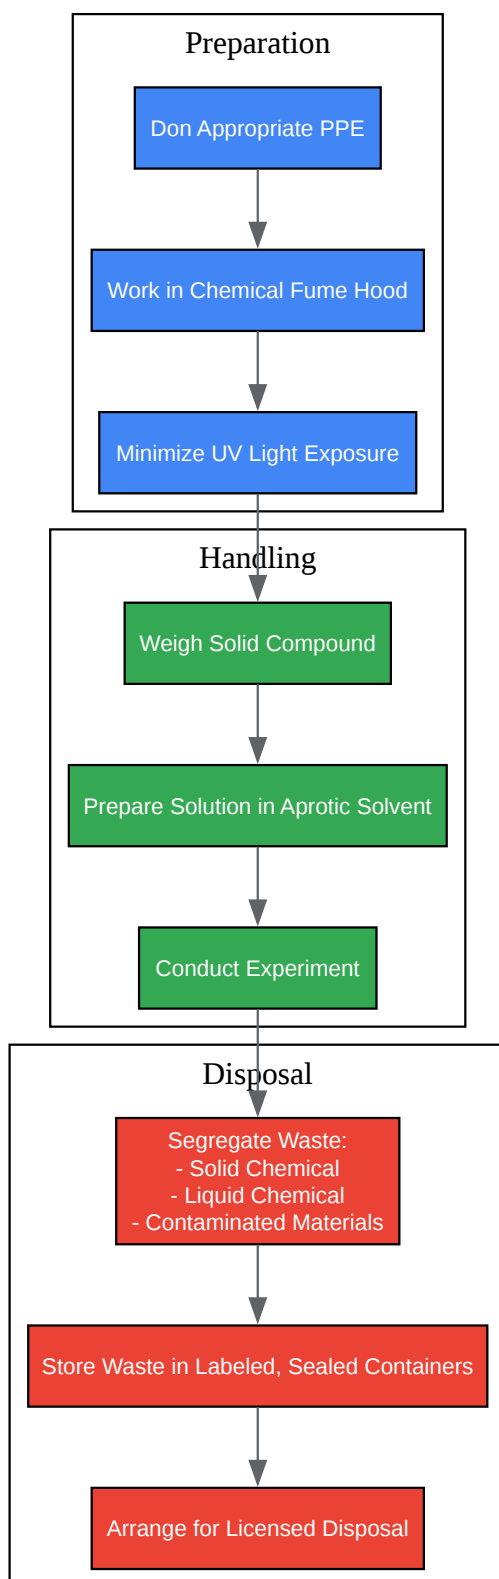 Preparation
Don Appropriate PPE
Work in Chemical Fume Hood
Minimize UV Light Exposure
Handling
Weigh Solid Compound
Prepare Solution in Aprotic Solvent
Conduct Experiment
Disposal
Segregate Waste:
- Solid Chemical
- Liquid Chemical
- Contaminated Materials
Store Waste in Labeled, Sealed Containers
Arrange for Licensed Disposal